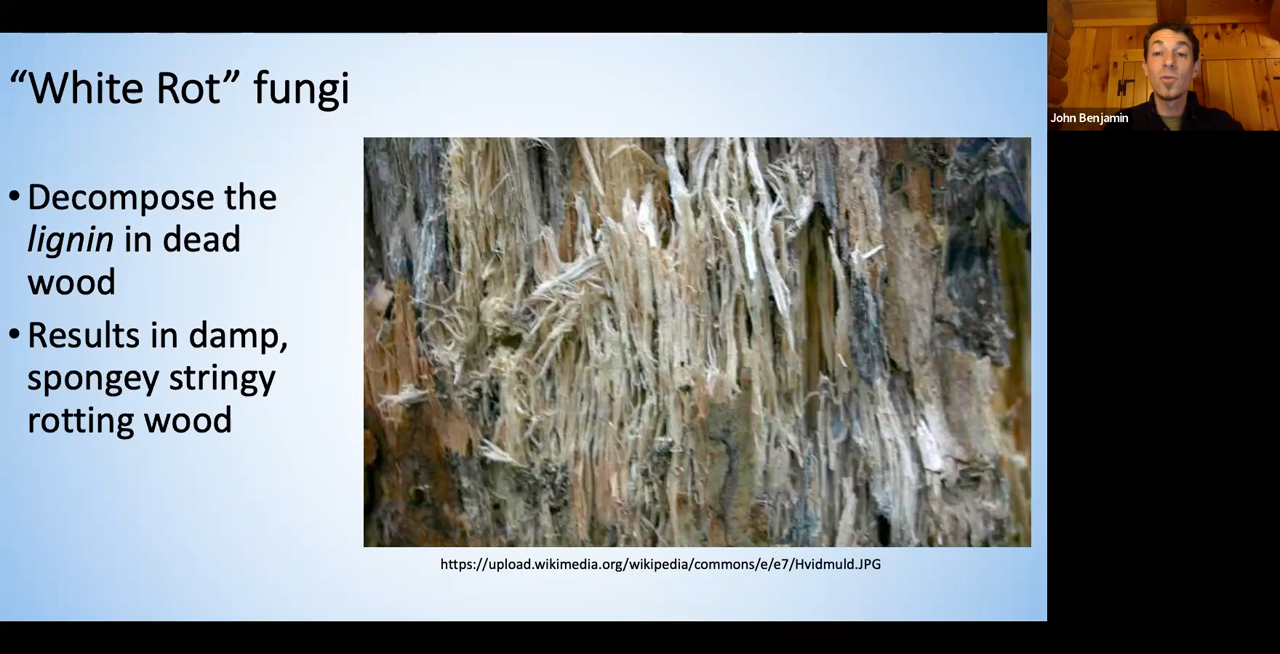 “White Rot” fungi
• Decompose the
lignin in dead
wood
• Results in damp,
spongey stringy
rotting wood
https://upload.wikimedia.org/wikipedia/commons/e/e7/Hvidmuld.JPG
John Benjamin